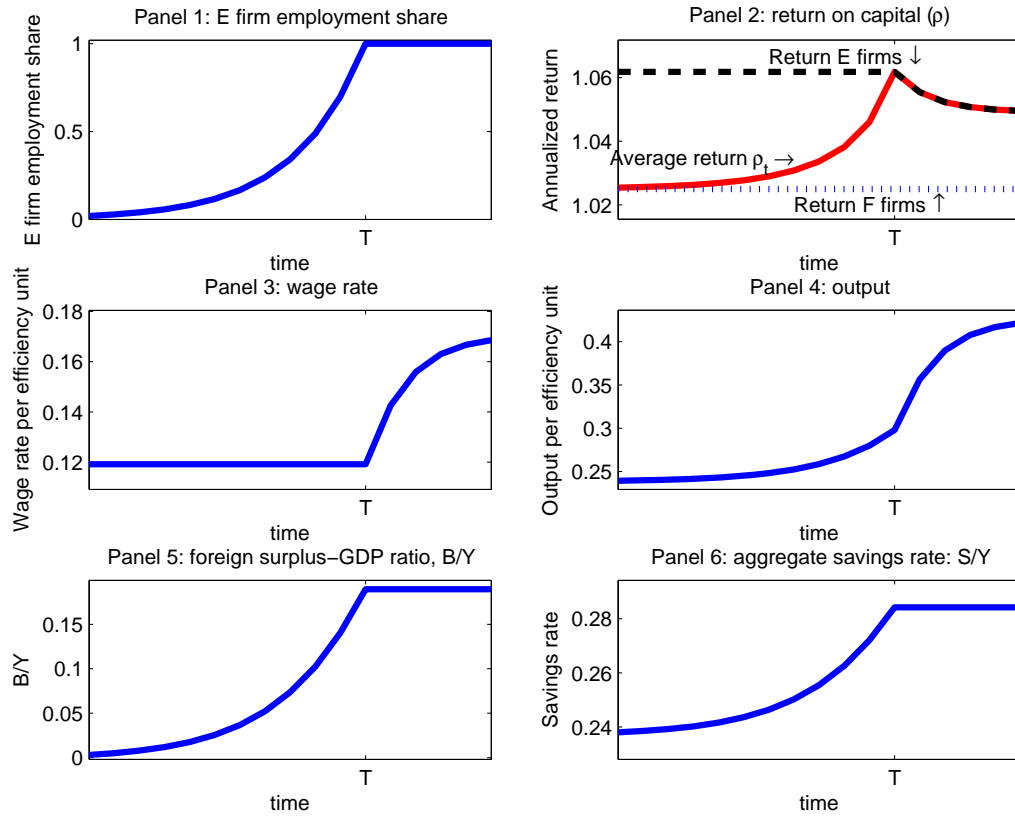 Panel 1: E firm employment share
E firm employment share
1
0.5
0
T
time
Panel 2: return on capital (ρ)
Annualized return
1.06
1.04
1.02
Return E firms ↓
Average return ρt →
Return F firms ↑
T
time
Panel 3: wage rate
Wage rate per efficiency unit
0.18
0.16
0.14
0.12
T
time
Panel 4: output
Output per efficiency unit
0.4
0.35
0.3
0.25
T
time
Panel 5: foreign surplus−GDP ratio, B/Y
B/Y
0.15
0.1
0.05
0
T
time
Panel 6: aggregate savings rate: S/Y
Savings rate
0.28
0.26
0.24
T
time